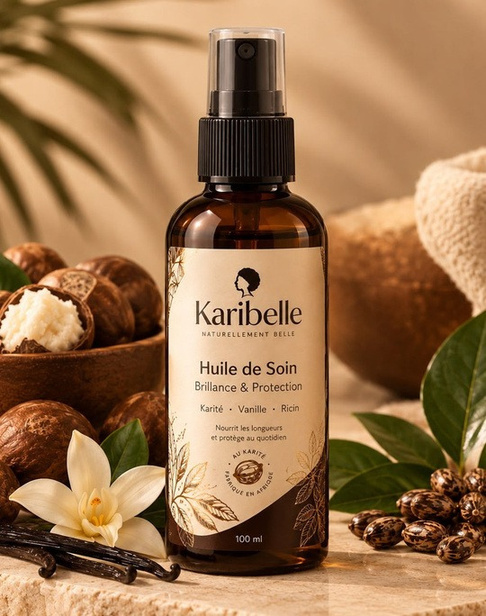 Karibelle
NATURELLEMENT BELLE
Huile de Soin
Brillance & Protection
Karité • Vanille • Ricin
Nourrit les longueurs
et protège au quotidien
• AU KARITÉ •
FABRIQUÉ EN AFRIQUE
100 ml